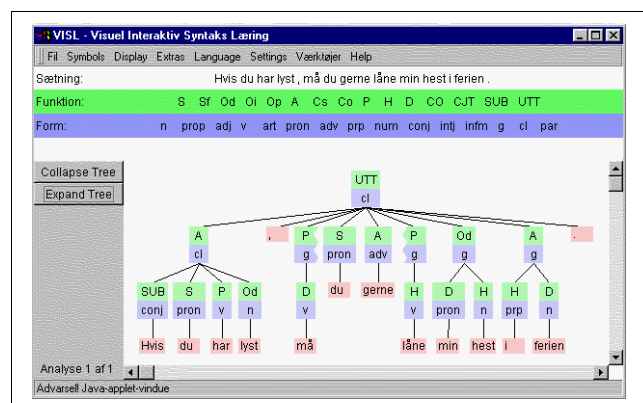 VISL - Visuel Interaktiv Syntaks Læring
Fil Symbols Display Extras Language Settings Værktøjer Help
Sætning: Hvis du har lyst , må du gerne låne min hest i ferien .
Funktion: S Sf Od Oi Op A Cs Co P H D CO CJT SUB UTT
Form: n prop adj v art pron adv prp num conj intj infm g cl par
Collapse Tree
Expand Tree
UTT
cl
A , P S A P Od A .
cl g pron adv g g g
du gerne
SUB S P Od D H D H H D
conj pron v n v v pron n prp n
Hvis du har lyst må låne min hest i ferien
Analyse 1 af 1
Advarsel! Java-applet-vindue